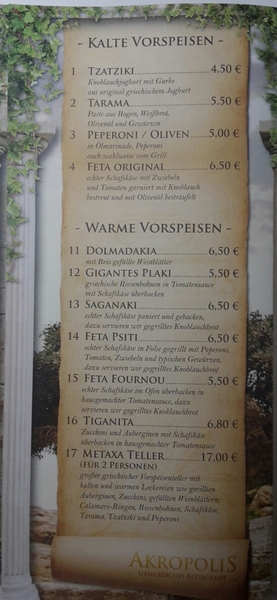 - Kalte Vorspeisen -
1 Tzatziki 4,50 €
Knoblauchjoghurt mit Gurke
aus original griechischem Joghurt
2 Tarama 5,50 €
Paste aus Rogen, Weißbrot,
Olivenöl und Gewürzen
3 Peperoni / Oliven 5,00 €
in Ölmarinade, Peperoni
auch wahlweise vom Grill
4 Feta Original 6,50 €
echter Schafskäse mit Zwiebeln
und Tomaten garniert mit Knoblauch
bestreut und mit Olivenöl beträufelt
- Warme Vorspeisen -
11 Dolmadakia 6,50 €
mit Reis gefüllte Weinblätter
12 Gigantes Plaki 5,50 €
griechische Riesenbohnen in Tomatensauce
mit Schafskäse überbacken
13 Saganaki 6,50 €
echter Schafskäse paniert und gebacken,
dazu servieren wir gegrilltes Knoblauchbrot
14 Feta Psiti 6,50 €
echter Schafskäse in Folie gegrillt mit Peperoni,
Tomaten, Zwiebeln und typischen Gewürzen,
dazu servieren wir gegrilltes Knoblauchbrot
15 Feta Fournou 5,50 €
echter Schafskäse im Ofen überbacken in
hausgemachter Tomatensauce, dazu
servieren wir gegrilltes Knoblauchbrot
16 Tiganita 6,80 €
Zucchini und Auberginen mit Schafskäse
überbacken in hausgemachter Tomatensauce
17 Metaxa Teller 17,00 €
(für 2 Personen)
großer griechischer Vorspeisenteller mit
kalten und warmen Leckereien wie gerillten
Auberginen, Zucchini, gefüllten Weinblättern,
Calamari-Ringen, Riesenbohnen, Schafskäse,
Tarama, Tzatziki und Peperoni
Akropolis
Griechisches Restaurant